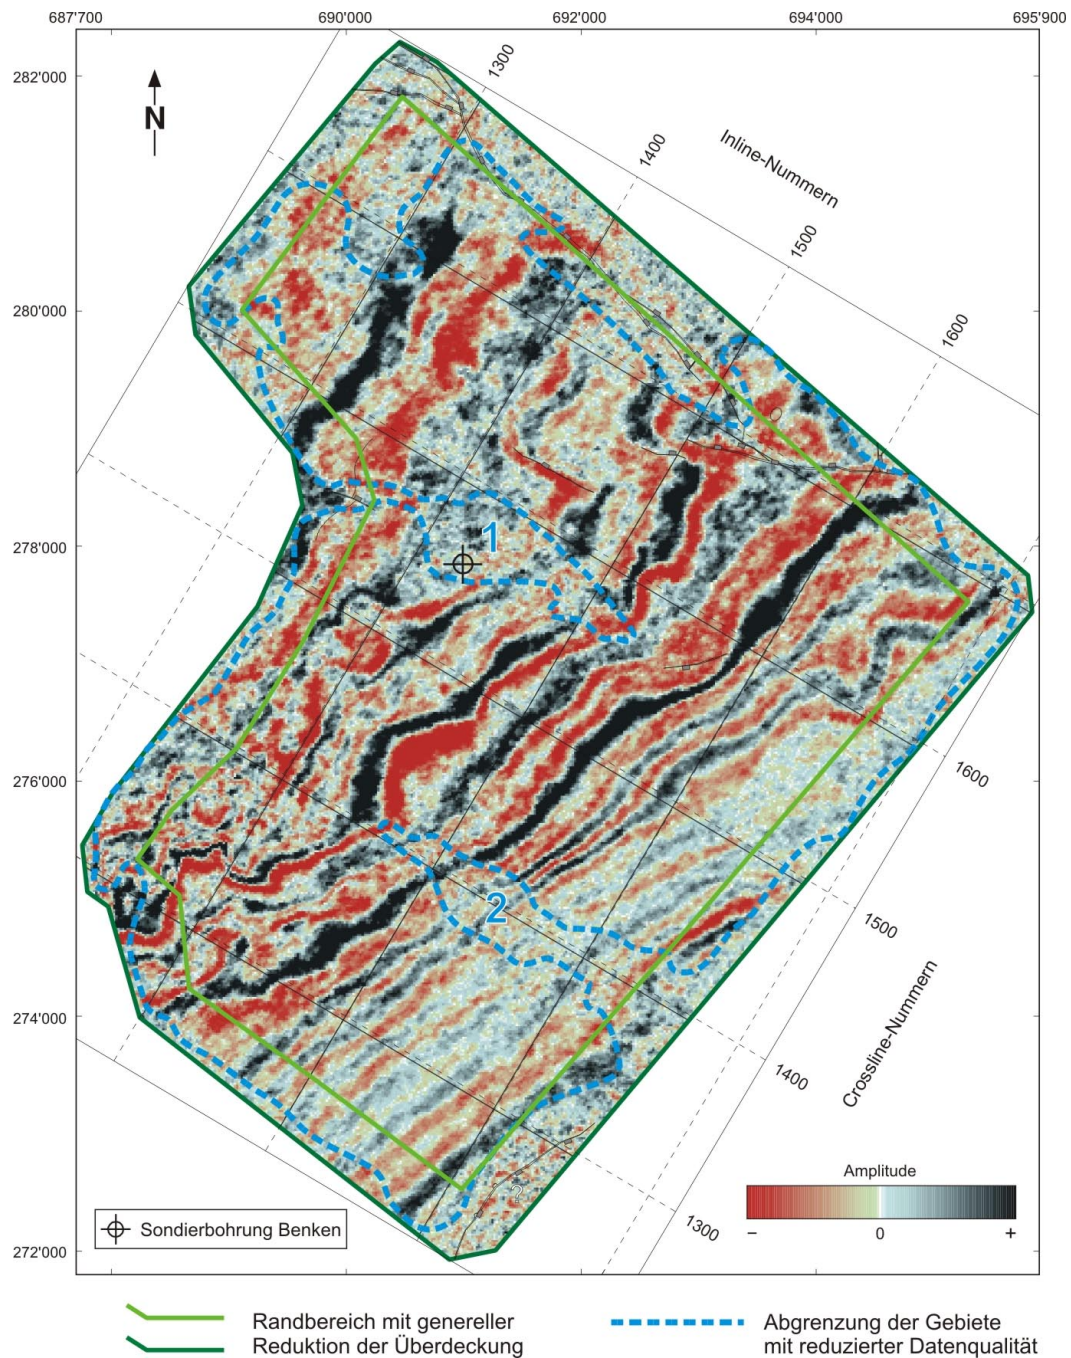 687'700
690'000
692'000
694'000
695'900
282'000
280'000
278'000
276'000
274'000
272'000
N
1300
1400
1500
1600
Inline-Nummern
1
2
1600
1500
1400
1300
Crossline-Nummern
?
Amplitude
– 0 +
Sondierbohrung Benken
Randbereich mit genereller
Reduktion der Überdeckung
Abgrenzung der Gebiete
mit reduzierter Datenqualität